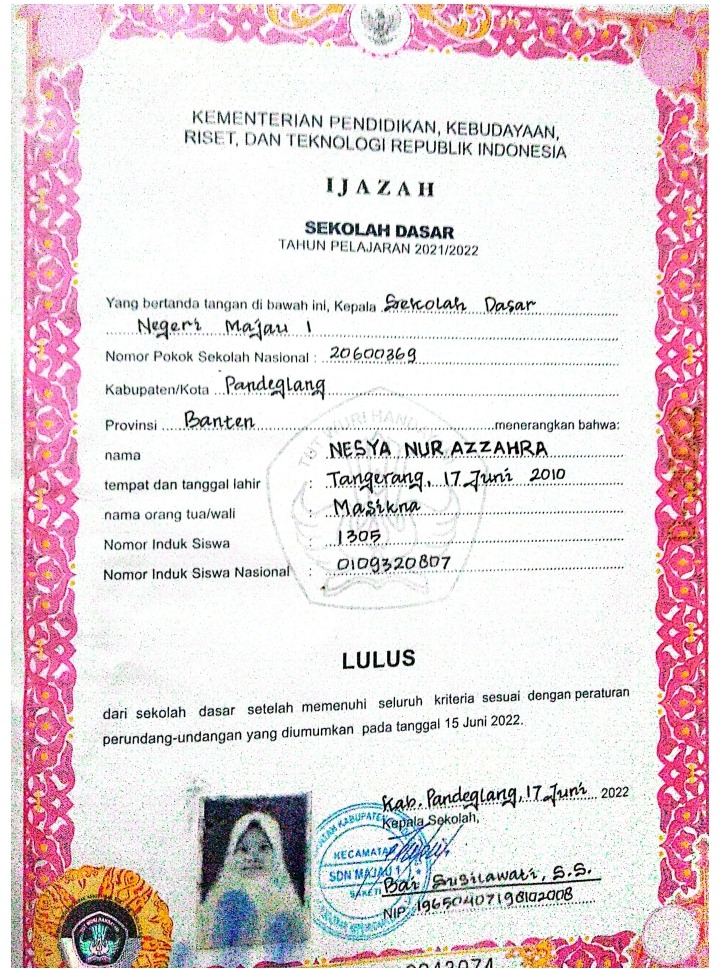 KEMENTERIAN PENDIDIKAN, KEBUDAYAAN,
RISET, DAN TEKNOLOGI REPUBLIK INDONESIA
IJAZAH
SEKOLAH DASAR
TAHUN PELAJARAN 2021/2022
Yang bertanda tangan di bawah ini, Kepala Sekolah Dasar
Negeri Majau 1
Nomor Pokok Sekolah Nasional : 20600369
Kabupaten/Kota Pandeglang
Provinsi Banten menerangkan bahwa:
nama : NESYA NUR AZZAHRA
tempat dan tanggal lahir : Tangerang, 17 Juni 2010
nama orang tua/wali : Masikna
Nomor Induk Siswa : 1305
Nomor Induk Siswa Nasional : 0109320807
TUT WURI HANDAYANI
LULUS
dari sekolah dasar setelah memenuhi seluruh kriteria sesuai dengan peraturan
perundang-undangan yang diumumkan pada tanggal 15 Juni 2022.
Kab. Pandeglang, 17 Juni 2022
Kepala Sekolah,
KECAMATAN
SDN MAJAU 1
SAKETI
Bai Susilawati, S.S.
NIP. 19650407198102008